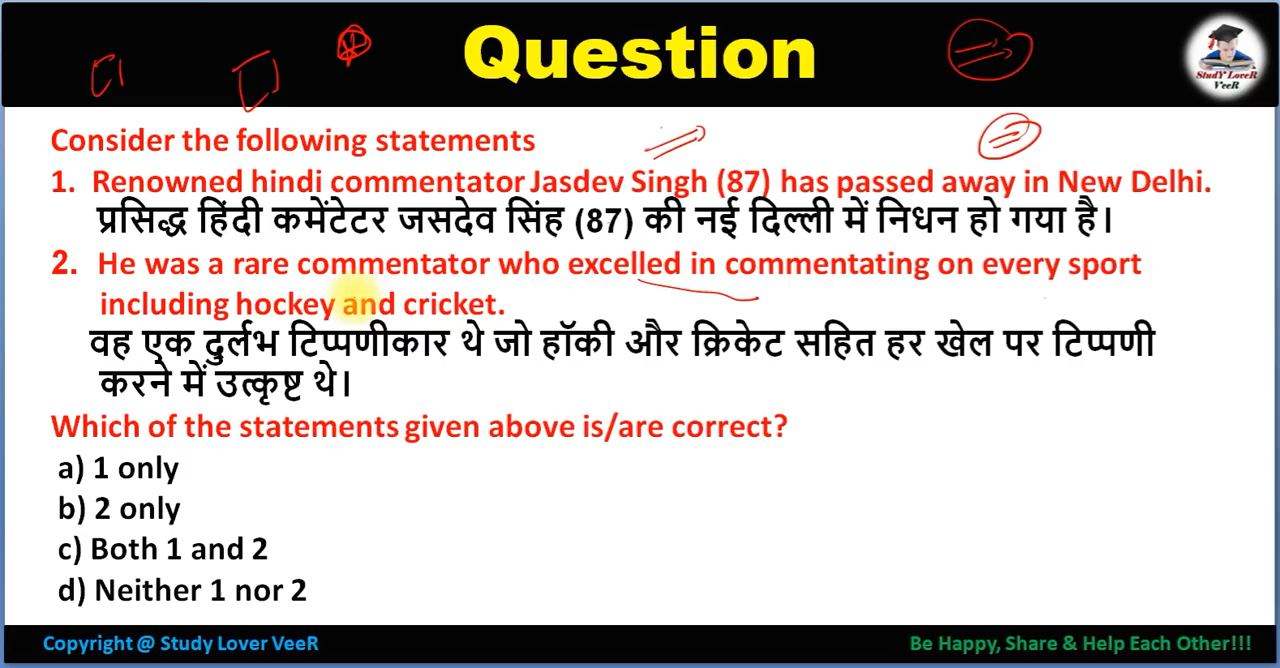 Question
StudY LoveR
VeeR
Consider the following statements
1. Renowned hindi commentator Jasdev Singh (87) has passed away in New Delhi.
प्रसिद्ध हिंदी कमेंटेटर जसदेव सिंह (87) की नई दिल्ली में निधन हो गया है।
2. He was a rare commentator who excelled in commentating on every sport
including hockey and cricket.
वह एक दुर्लभ टिप्पणीकार थे जो हॉकी और क्रिकेट सहित हर खेल पर टिप्पणी
करने में उत्कृष्ट थे।
Which of the statements given above is/are correct?
a) 1 only
b) 2 only
c) Both 1 and 2
d) Neither 1 nor 2
Copyright @ Study Lover VeeR
Be Happy, Share & Help Each Other!!!